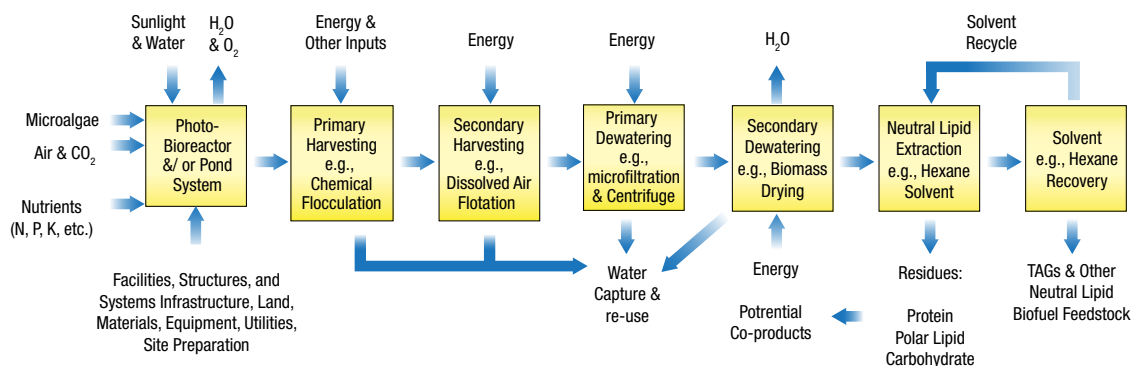 Sunlight
& Water
H₂O
& O₂
Energy &
Other Inputs
Energy
Energy
H₂O
Solvent
Recycle
Microalgae
Air & CO₂
Nutrients
(N, P, K, etc.)
Photo-
Bioreactor
&/ or Pond
System
Primary
Harvesting
e.g.,
Chemical
Flocculation
Secondary
Harvesting
e.g.,
Dissolved Air
Flotation
Primary
Dewatering
e.g.,
microfiltration
& Centrifuge
Secondary
Dewatering
e.g., Biomass
Drying
Neutral Lipid
Extraction
e.g., Hexane
Solvent
Solvent
e.g., Hexane
Recovery
Facilities, Structures, and
Systems Infrastructure, Land,
Materials, Equipment, Utilities,
Site Preparation
Water
Capture &
re-use
Energy
Potrential
Co-products
Residues:
Protein
Polar Lipid
Carbohydrate
TAGs & Other
Neutral Lipid
Biofuel Feedstock